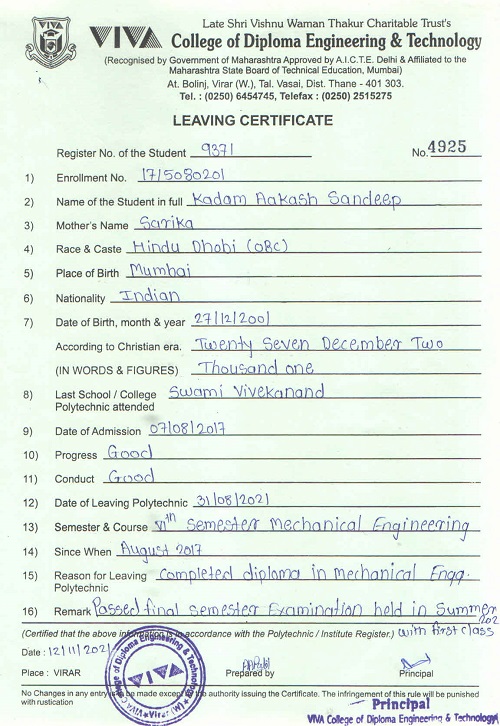 Late Shri Vishnu Waman Thakur Charitable Trust's
VIVA College of Diploma Engineering & Technology
(Recognised by Government of Maharashtra Approved by A.I.C.T.E. Delhi & Affiliated to the
Maharashtra State Board of Technical Education, Mumbai)
At. Bolinj, Virar (W.), Tal. Vasai, Dist. Thane - 401 303.
Tel. : (0250) 6454745, Telefax : (0250) 2515275
LEAVING CERTIFICATE
Register No. of the Student 9371 No. 4925
1) Enrollment No. 1715080201
2) Name of the Student in full Kadam Aakash Sandeep
3) Mother's Name Sarika
4) Race & Caste Hindu Dhobi (OBC)
5) Place of Birth Mumbai
6) Nationality Indian
7) Date of Birth, month & year 27/12/2001
According to Christian era. Twenty Seven December Two
(IN WORDS & FIGURES) Thousand one
8) Last School / College Swami Vivekanand
Polytechnic attended
9) Date of Admission 07/08/2017
10) Progress Good
11) Conduct Good
12) Date of Leaving Polytechnic 31/08/2021
13) Semester & Course VIth Semester Mechanical Engineering
14) Since When August 2017
15) Reason for Leaving Completed diploma in Mechanical Engg.
Polytechnic
16) Remark Passed final semester Examination held in Summer
202
(Certified that the above information is in accordance with the Polytechnic / Institute Register.) with first class
Date : 12/11/2021
Place : VIRAR Prepared by Principal
No Changes in any entry is to be made except by the authority issuing the Certificate. The infringement of this rule will be punished
with rustication
Principal
VIVA College of Diploma Engineering & Technology
College of Diploma Engineering & Technology
VIVA
VIVA Virar (W)